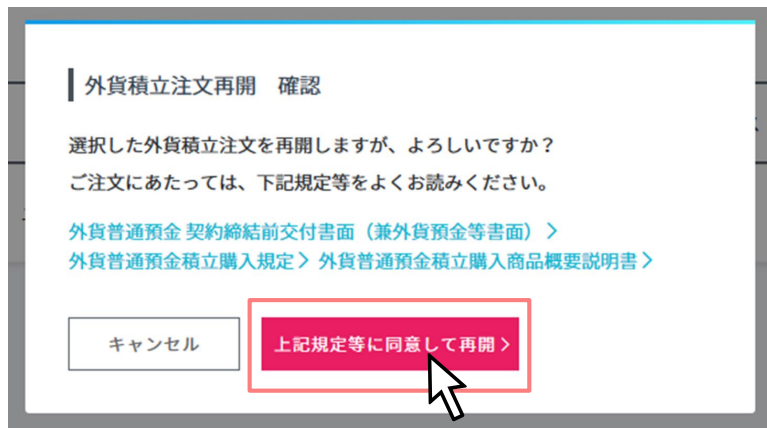 外貨積立注文再開　確認
選択した外貨積立注文を再開しますが、よろしいですか？
ご注文にあたっては、下記規定等をよくお読みください。
外貨普通預金 契約締結前交付書面（兼外貨預金等書面）
外貨普通預金積立購入規定 外貨普通預金積立購入商品概要説明書
キャンセル 上記規定等に同意して再開